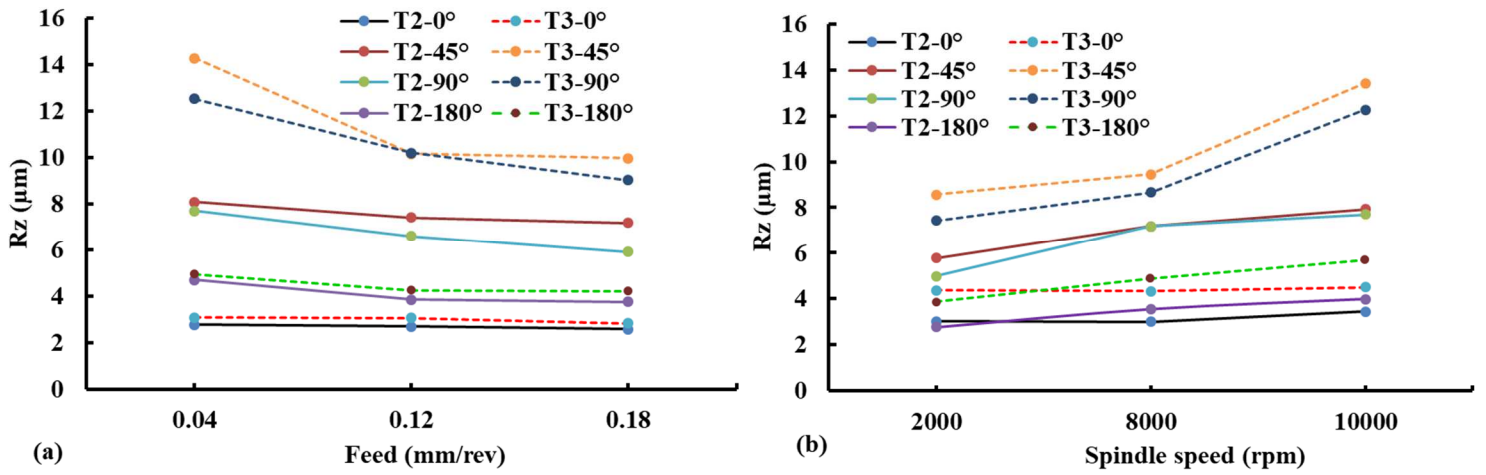 16
14
12
10
8
6
4
2
0
Rz (µm)
T2-0° T3-0°
T2-45° T3-45°
T2-90° T3-90°
T2-180° T3-180°
0.04 0.12 0.18
Feed (mm/rev)
(a)
16
14
12
10
8
6
4
2
0
Rz (µm)
T2-0° T3-0°
T2-45° T3-45°
T2-90° T3-90°
T2-180° T3-180°
2000 8000 10000
Spindle speed (rpm)
(b)